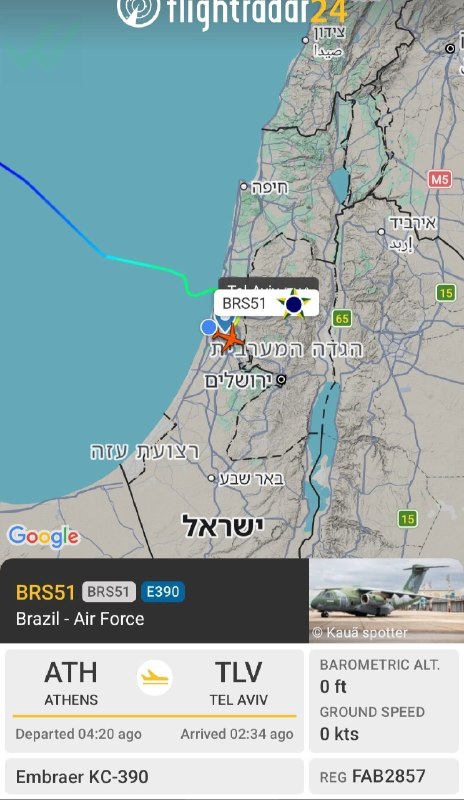 flightradar24
צידון
صيدا
M5
חיפה
אירביד
إربد
15
BRS51
65
הגדה המערבית
ירושלים
רצועת עזה
באר שבע
15
ישראל
Google
BRS51 BRS51 E390
Brazil - Air Force
© Kauã spotter
ATH
ATHENS
TLV
TEL AVIV
Departed 04:20 ago
Arrived 02:34 ago
BAROMETRIC ALT.
0 ft
GROUND SPEED
0 kts
Embraer KC-390
REG FAB2857